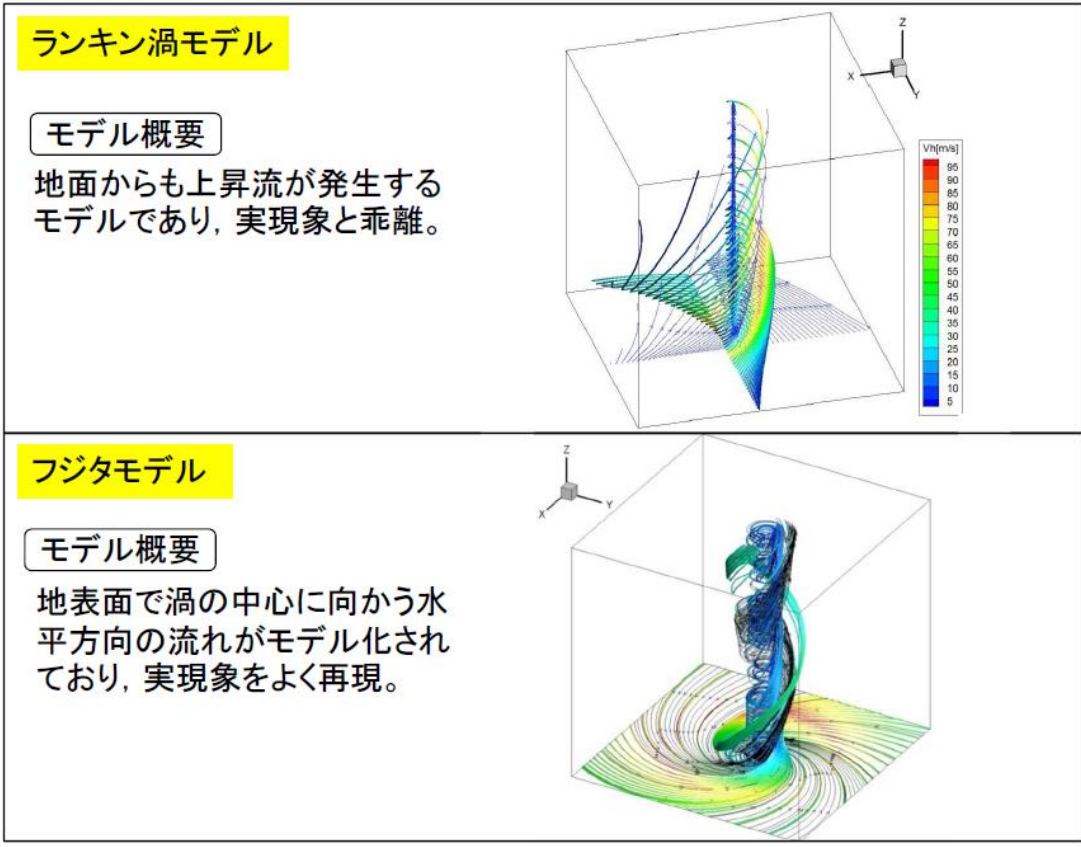 ランキン渦モデル
モデル概要
地面からも上昇流が発生する
モデルであり, 実現象と乖離。
Z
X
Y
Vh[m/s]
95
90
85
80
75
70
65
60
55
50
45
40
35
30
25
20
15
10
5
フジタモデル
モデル概要
地表面で渦の中心に向かう水
平方向の流れがモデル化され
ており, 実現象をよく再現。
Z
X
Y